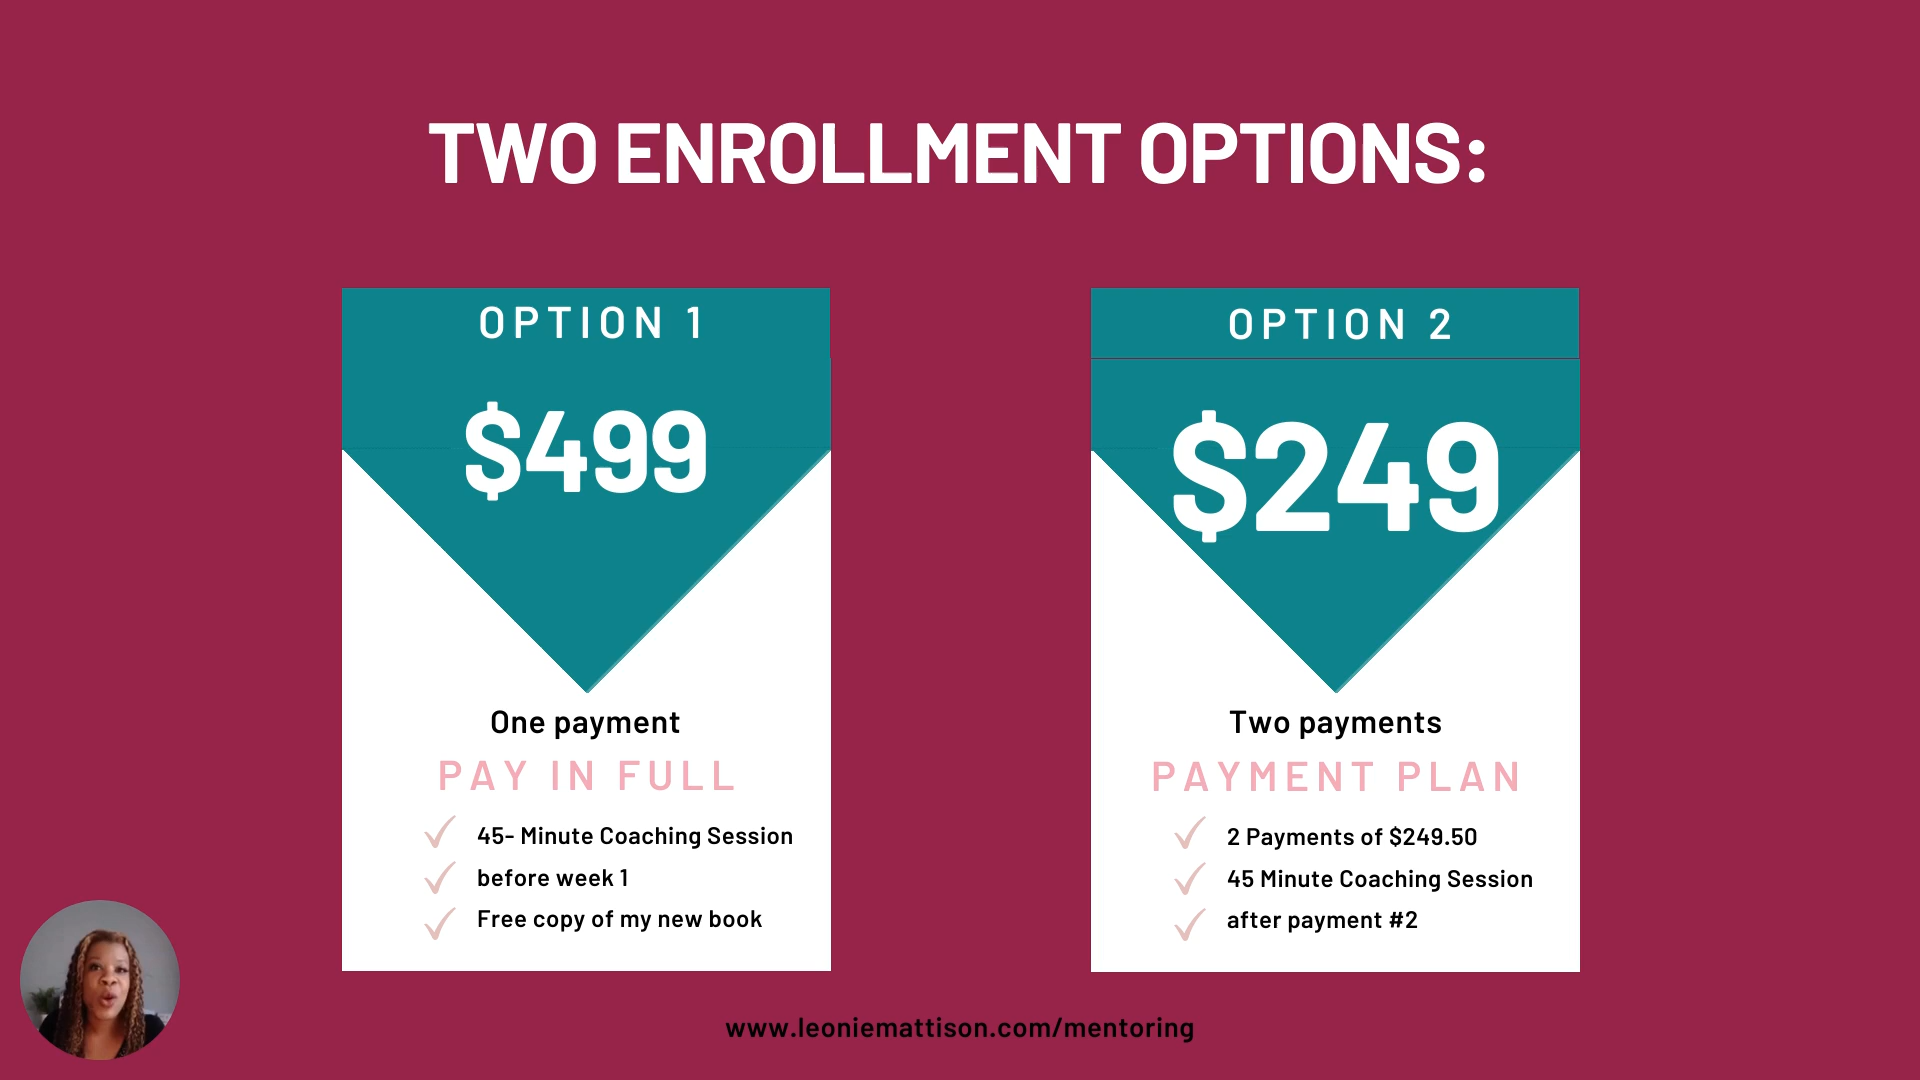 TWO ENROLLMENT OPTIONS:
OPTION 1
$499
One payment
PAY IN FULL
45- Minute Coaching Session
before week 1
Free copy of my new book
OPTION 2
$249
Two payments
PAYMENT PLAN
2 Payments of $249.50
45 Minute Coaching Session
after payment #2
www.leoniemattison.com/mentoring